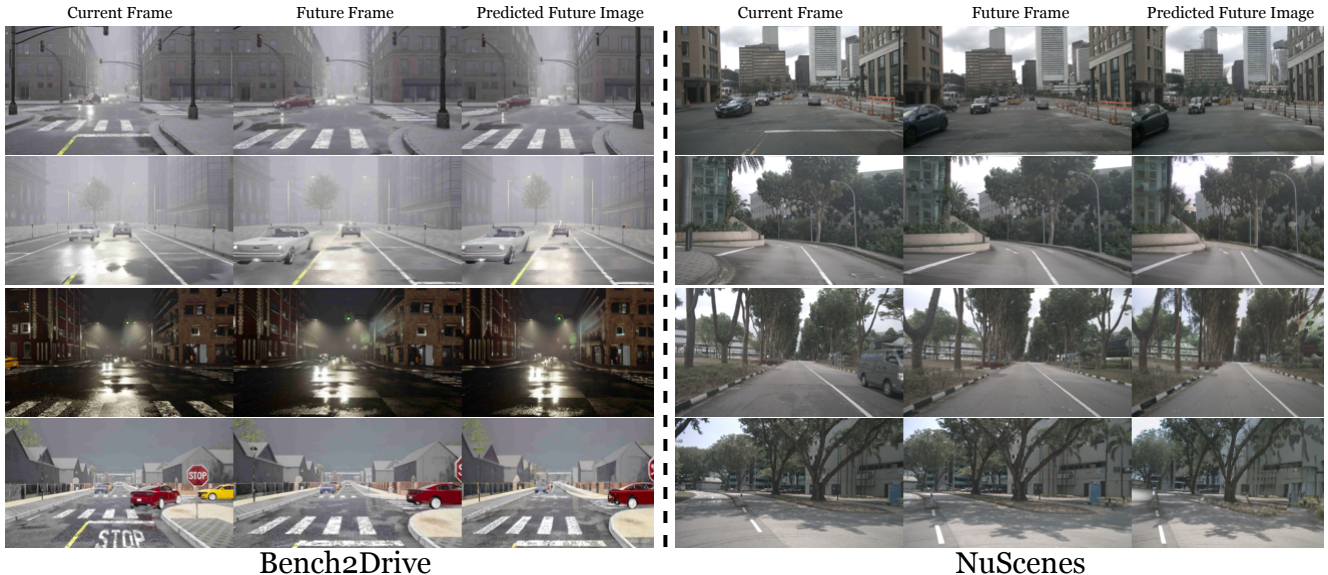 Current Frame Future Frame Predicted Future Image Current Frame Future Frame Predicted Future Image
STOP
STOP
Bench2Drive NuScenes